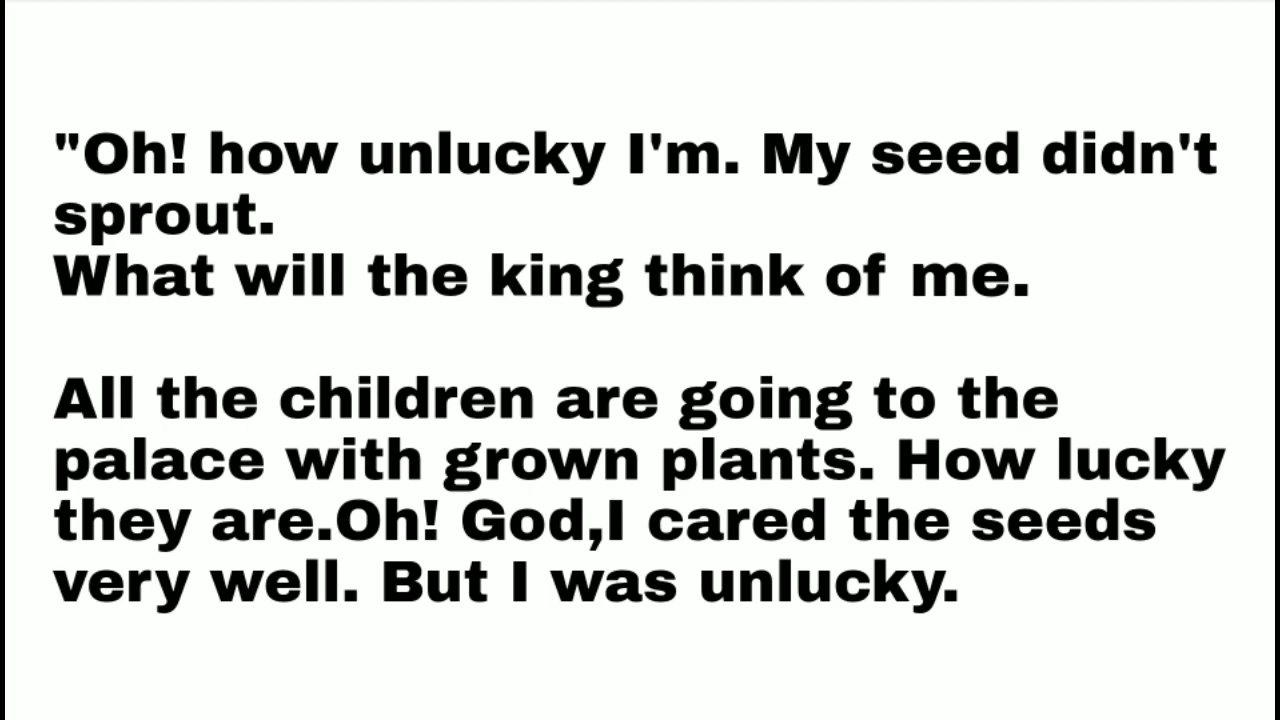 "Oh! how unlucky I'm. My seed didn't
sprout.
What will the king think of me.
All the children are going to the
palace with grown plants. How lucky
they are.Oh! God,I cared the seeds
very well. But I was unlucky.